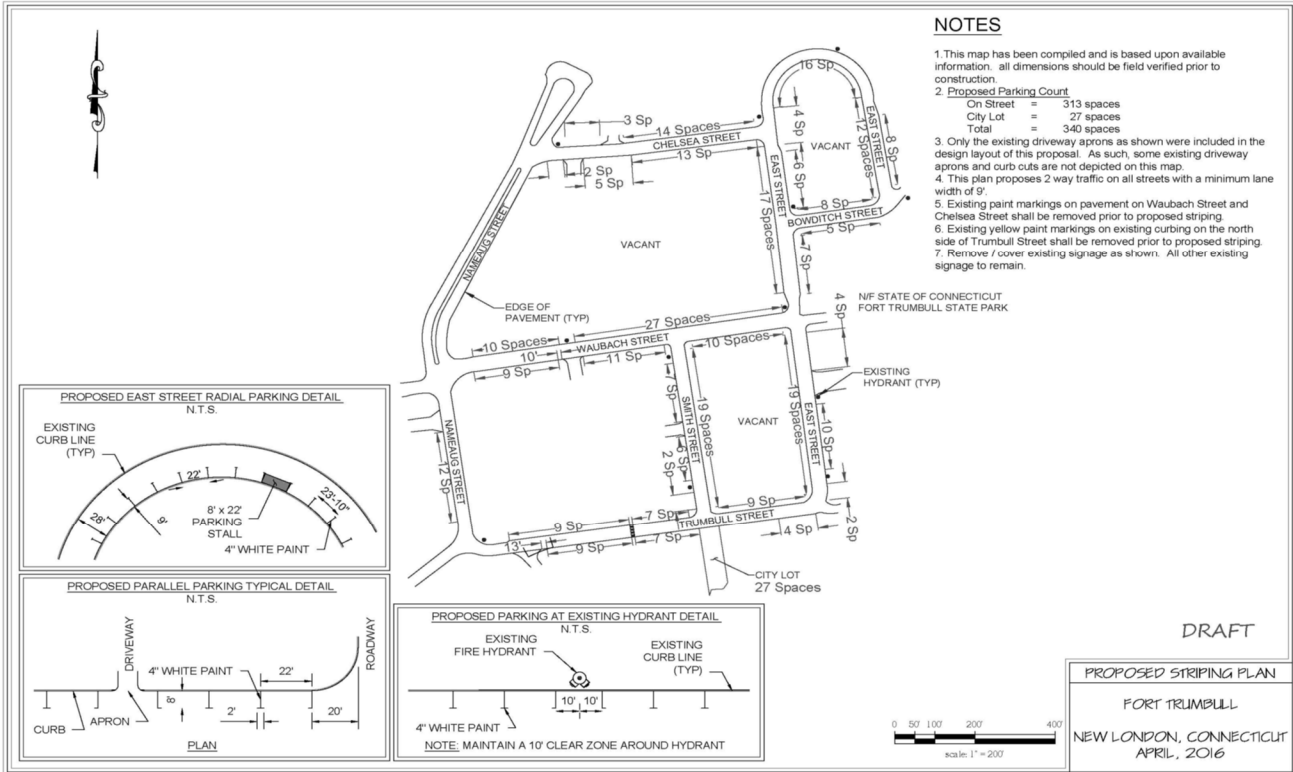 NOTES
1.This map has been compiled and is based upon available
information. all dimensions should be field verified prior to
construction.
2. Proposed Parking Count
On Street = 313 spaces
City Lot = 27 spaces
Total = 340 spaces
3. Only the existing driveway aprons as shown were included in the
design layout of this proposal. As such, some existing driveway
aprons and curb cuts are not depicted on this map.
4. This plan proposes 2 way traffic on all streets with a minimum lane
width of 9'.
5. Existing paint markings on pavement on Waubach Street and
Chelsea Street shall be removed prior to proposed striping.
6. Existing yellow paint markings on existing curbing on the north
side of Trumbull Street shall be removed prior to proposed striping.
7. Remove / cover existing signage as shown. All other existing
signage to remain.
16 Sp
4 Sp
12 Spaces
EAST STREET
8 Sp
VACANT
6 Sp
8 Sp
BOWDITCH STREET
5 Sp
7 Sp
3 Sp
14 Spaces
CHELSEA STREET
13 Sp
2 Sp
5 Sp
EAST STREET
17 Spaces
NAMEAUG STREET
VACANT
EDGE OF
PAVEMENT (TYP)
N/F STATE OF CONNECTICUT
FORT TRUMBULL STATE PARK
4 Sp
27 Spaces
10 Spaces
WAUBACH STREET
10'
11 Sp
9 Sp
10 Spaces
EXISTING
HYDRANT (TYP)
7 Sp
SMITH STREET
19 Spaces
VACANT
19 Spaces
EAST STREET
10 Sp
6 Sp
2 Sp
NAMEAUG STREET
12 Sp
9 Sp
7 Sp
9 Sp
TRUMBULL STREET
4 Sp
2 Sp
13'
9 Sp
7 Sp
CITY LOT
27 Spaces
PROPOSED EAST STREET RADIAL PARKING DETAIL
N.T.S.
EXISTING
CURB LINE
(TYP)
22'
23'-10"
28'
9'
8' x 22'
PARKING
STALL
4" WHITE PAINT
PROPOSED PARALLEL PARKING TYPICAL DETAIL
N.T.S.
DRIVEWAY
ROADWAY
4" WHITE PAINT
22'
8'
2'
20'
CURB
APRON
PLAN
PROPOSED PARKING AT EXISTING HYDRANT DETAIL
N.T.S.
EXISTING
FIRE HYDRANT
EXISTING
CURB LINE
(TYP)
10' 10'
4" WHITE PAINT
NOTE: MAINTAIN A 10' CLEAR ZONE AROUND HYDRANT
0 50' 100' 200' 400'
scale: 1" = 200'
DRAFT
PROPOSED STRIPING PLAN
FORT TRUMBULL
NEW LONDON, CONNECTICUT
APRIL, 2016